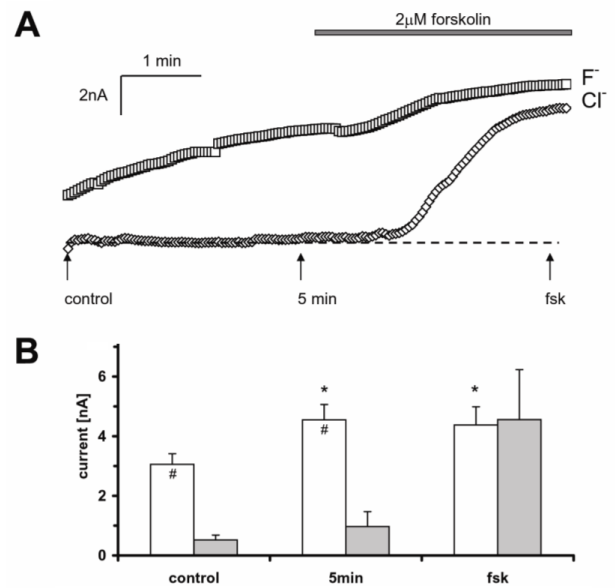 A
2μM forskolin
1 min
2nA
F⁻
Cl⁻
control
5 min
fsk
B
current [nA]
6
4
2
0
*
*
#
#
control
5min
fsk